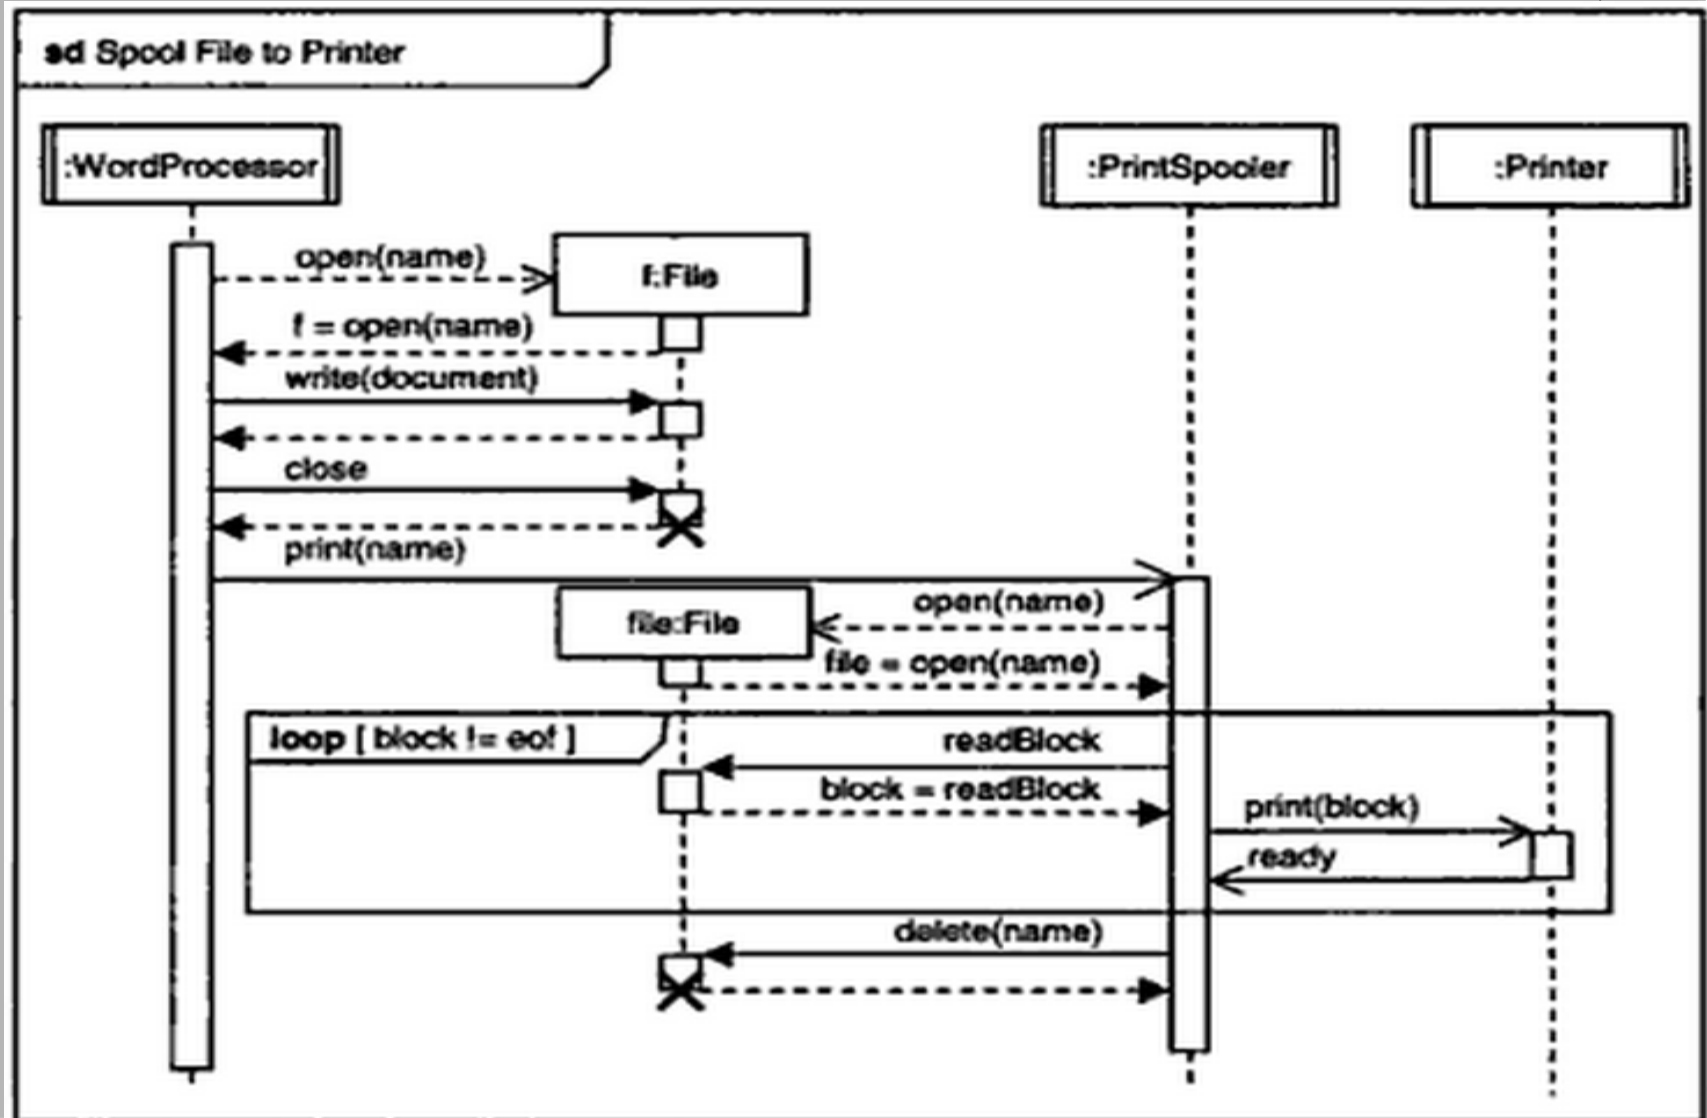 sd Spool File to Printer
:WordProcessor
:PrintSpooler
:Printer
open(name)
f:File
f = open(name)
write(document)
close
print(name)
open(name)
file:File
file = open(name)
loop [ block != eof ]
readBlock
block = readBlock
print(block)
ready
delete(name)